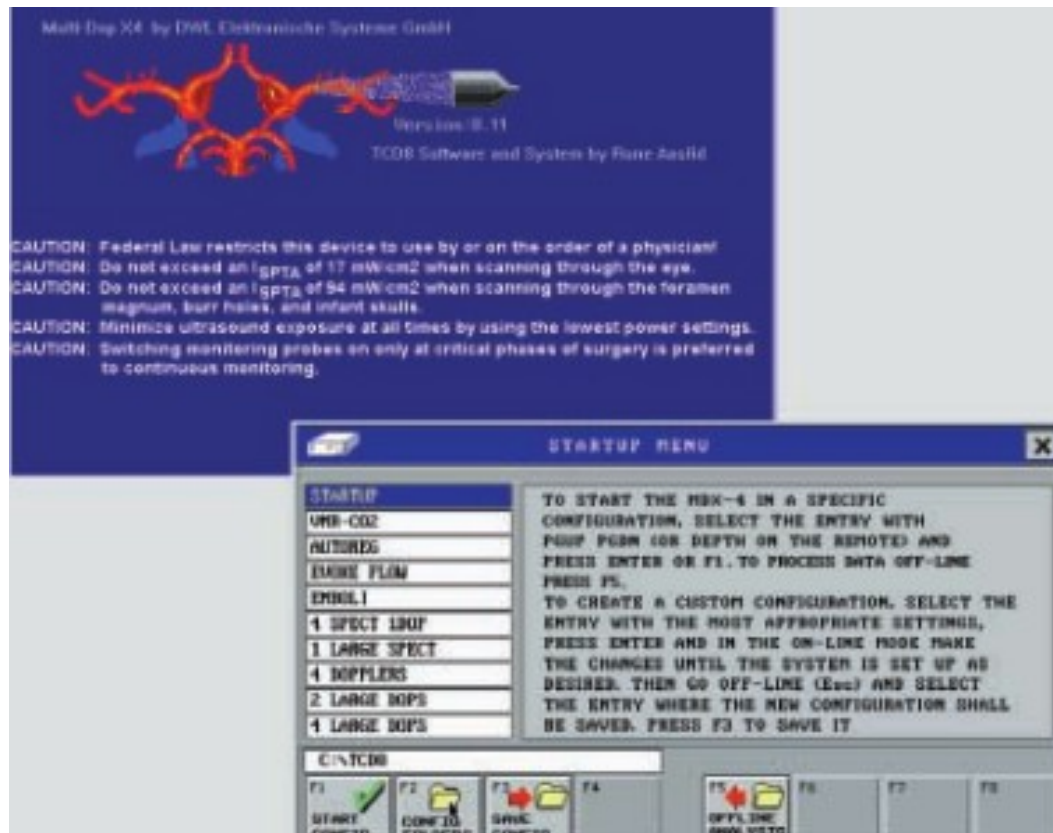 Multi Dop X4 by DWL Elektronische Systeme GmbH
Version 8.11
TCD8 Software and System by Rune Aaslid
CAUTION: Federal Law restricts this device to use by or on the order of a physician!
CAUTION: Do not exceed an ISPTA of 17 mW/cm2 when scanning through the eye.
CAUTION: Do not exceed an ISPTA of 94 mW/cm2 when scanning through the foramen
magnum, burr holes, and infant skulls.
CAUTION: Minimize ultrasound exposure at all times by using the lowest power settings.
CAUTION: Switching monitoring probes on only at critical phases of surgery is preferred
to continuous monitoring.
STARTUP MENU
STARTUP
VMR-CO2
AUTOREG
EVOKE FLOW
EMBOLI
4 SPECT
1 LARGE SPECT
4 DOPPLERS
2 LARGE DOPS
4 LARGE DOPS
TO START THE MDX-4 IN A SPECIFIC
CONFIGURATION, SELECT THE ENTRY WITH
PGUP PGDN (OR DEPTH ON THE REMOTE) AND
PRESS ENTER OR F1. TO PROCESS DATA OFF-LINE
PRESS F5.
TO CREATE A CUSTOM CONFIGURATION, SELECT THE
ENTRY WITH THE MOST APPROPRIATE SETTINGS,
PRESS ENTER AND IN THE ON-LINE MODE MAKE
THE CHANGES UNTIL THE SYSTEM IS SET UP AS
DESIRED. THEN GO OFF-LINE (Esc) AND SELECT
THE ENTRY WHERE THE NEW CONFIGURATION SHALL
BE SAVED. PRESS F3 TO SAVE IT
C:\TCD8
F1 F2 F3 F4 F5 F6 F7 F8
START CONFIG SAVE OFFLINE
CONFIG FOLDERS CONFIG ANALYSIS